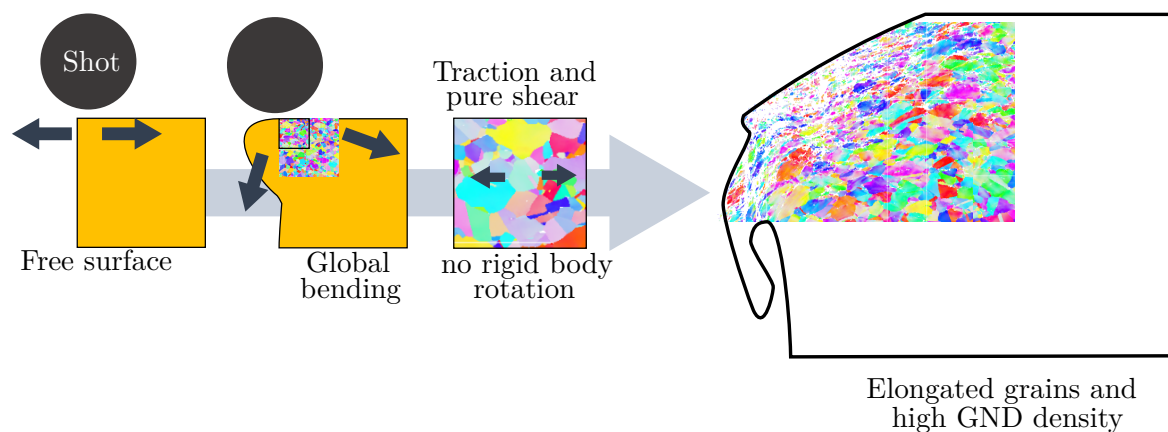 Shot
Free surface
Global
bending
Traction and
pure shear
no rigid body
rotation
Elongated grains and
high GND density